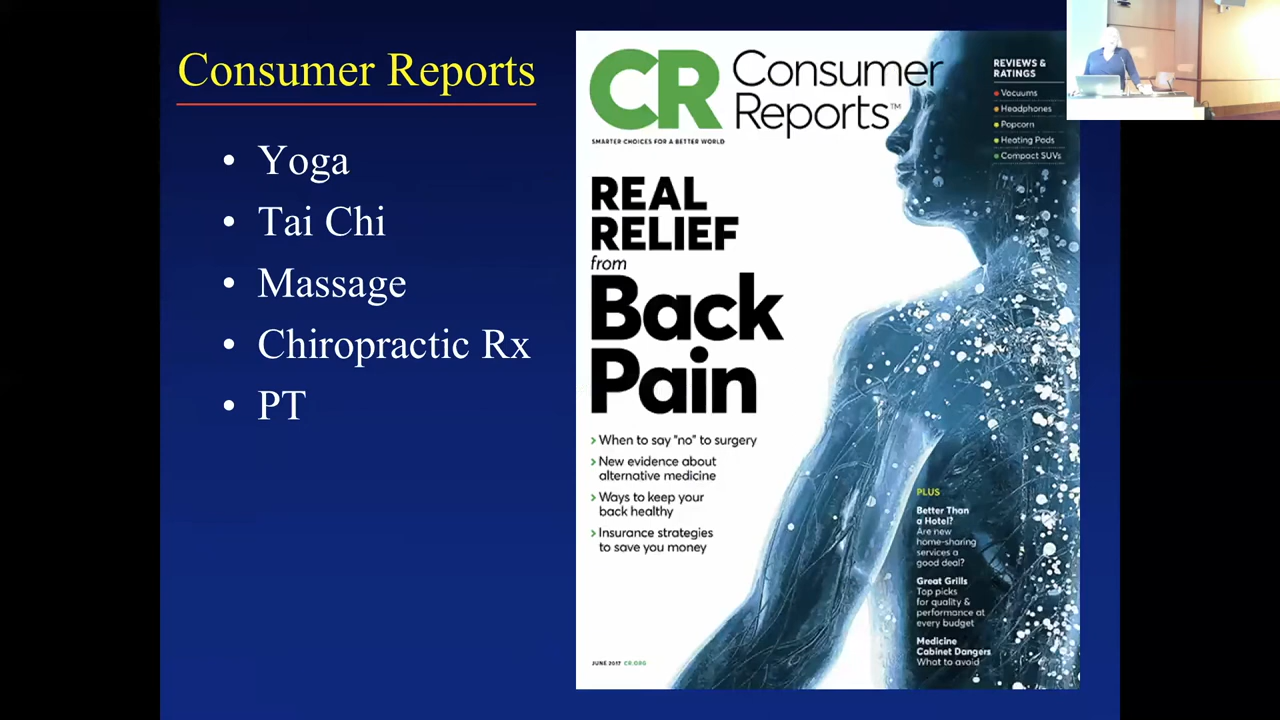 Consumer Reports
• Yoga
• Tai Chi
• Massage
• Chiropractic Rx
• PT
CR Consumer
Reports™
SMARTER CHOICES FOR A BETTER WORLD
REVIEWS &
RATINGS
Vacuums
Headphones
Popcorn
Heating Pads
Compact SUVs
REAL
RELIEF
from
Back
Pain
> When to say "no" to surgery
> New evidence about
alternative medicine
> Ways to keep your
back healthy
> Insurance strategies
to save you money
PLUS
Better Than
a Hotel?
Are new
home-sharing
services a
good deal?
Great Grills
Top picks
for quality &
performance at
every budget
Medicine
Cabinet Dangers
What to avoid
JUNE 2017 CR.ORG